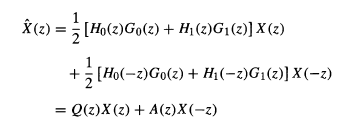 X̂(z) = 1/2 [H₀(z)G₀(z) + H₁(z)G₁(z)] X(z)
+ 1/2 [H₀(−z)G₀(z) + H₁(−z)G₁(z)] X(−z)
= Q(z)X(z) + A(z)X(−z)